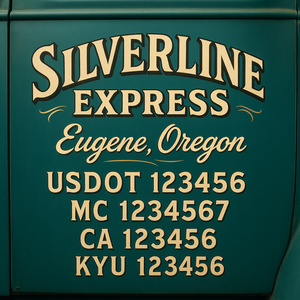 SILVERLINE
EXPRESS
Eugene, Oregon
USDOT 123456
MC 1234567
CA 123456
KYU 123456